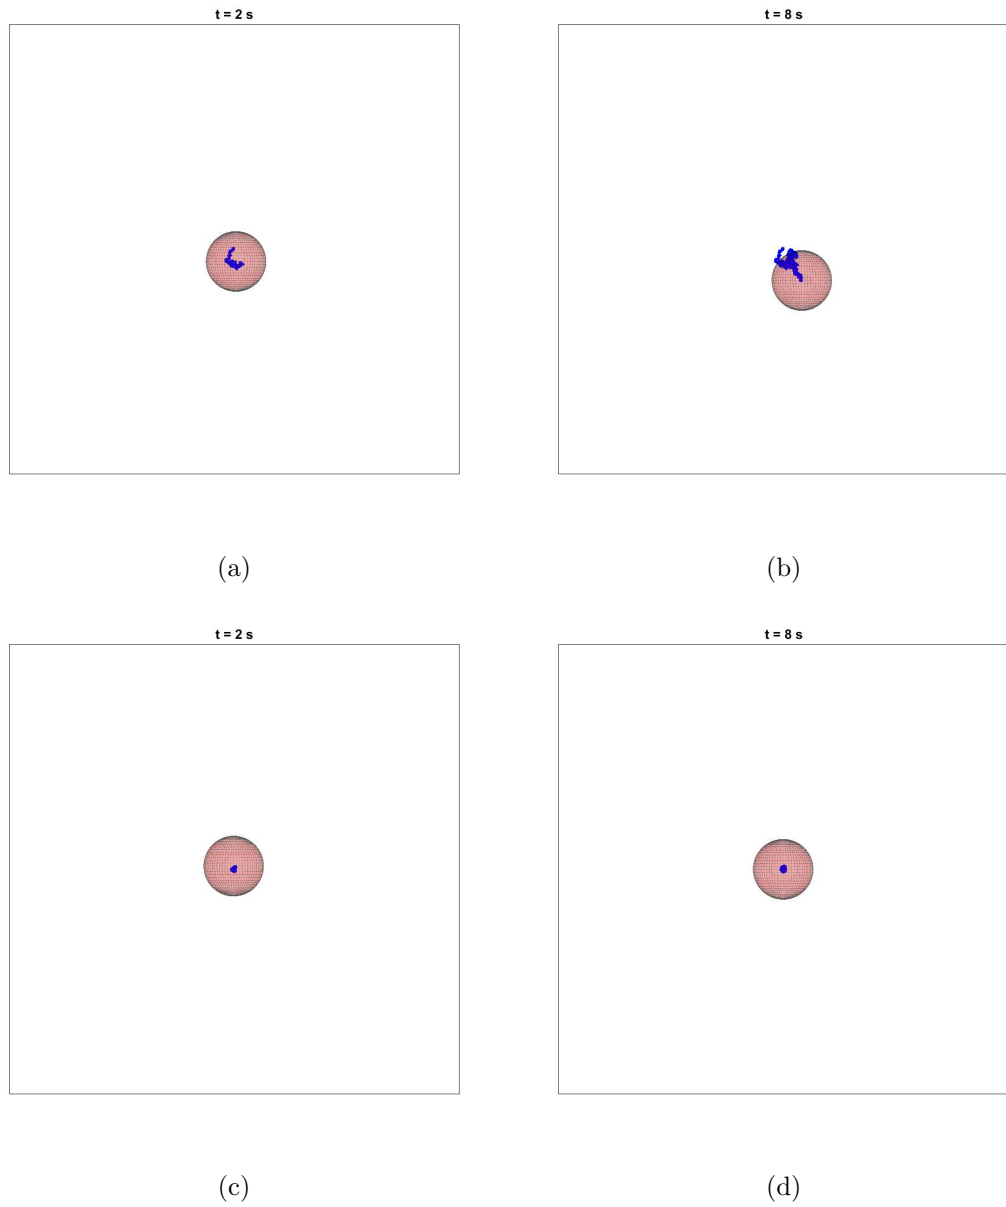 t = 2 s
t = 8 s
(a)
(b)
t = 2 s
t = 8 s
(c)
(d)